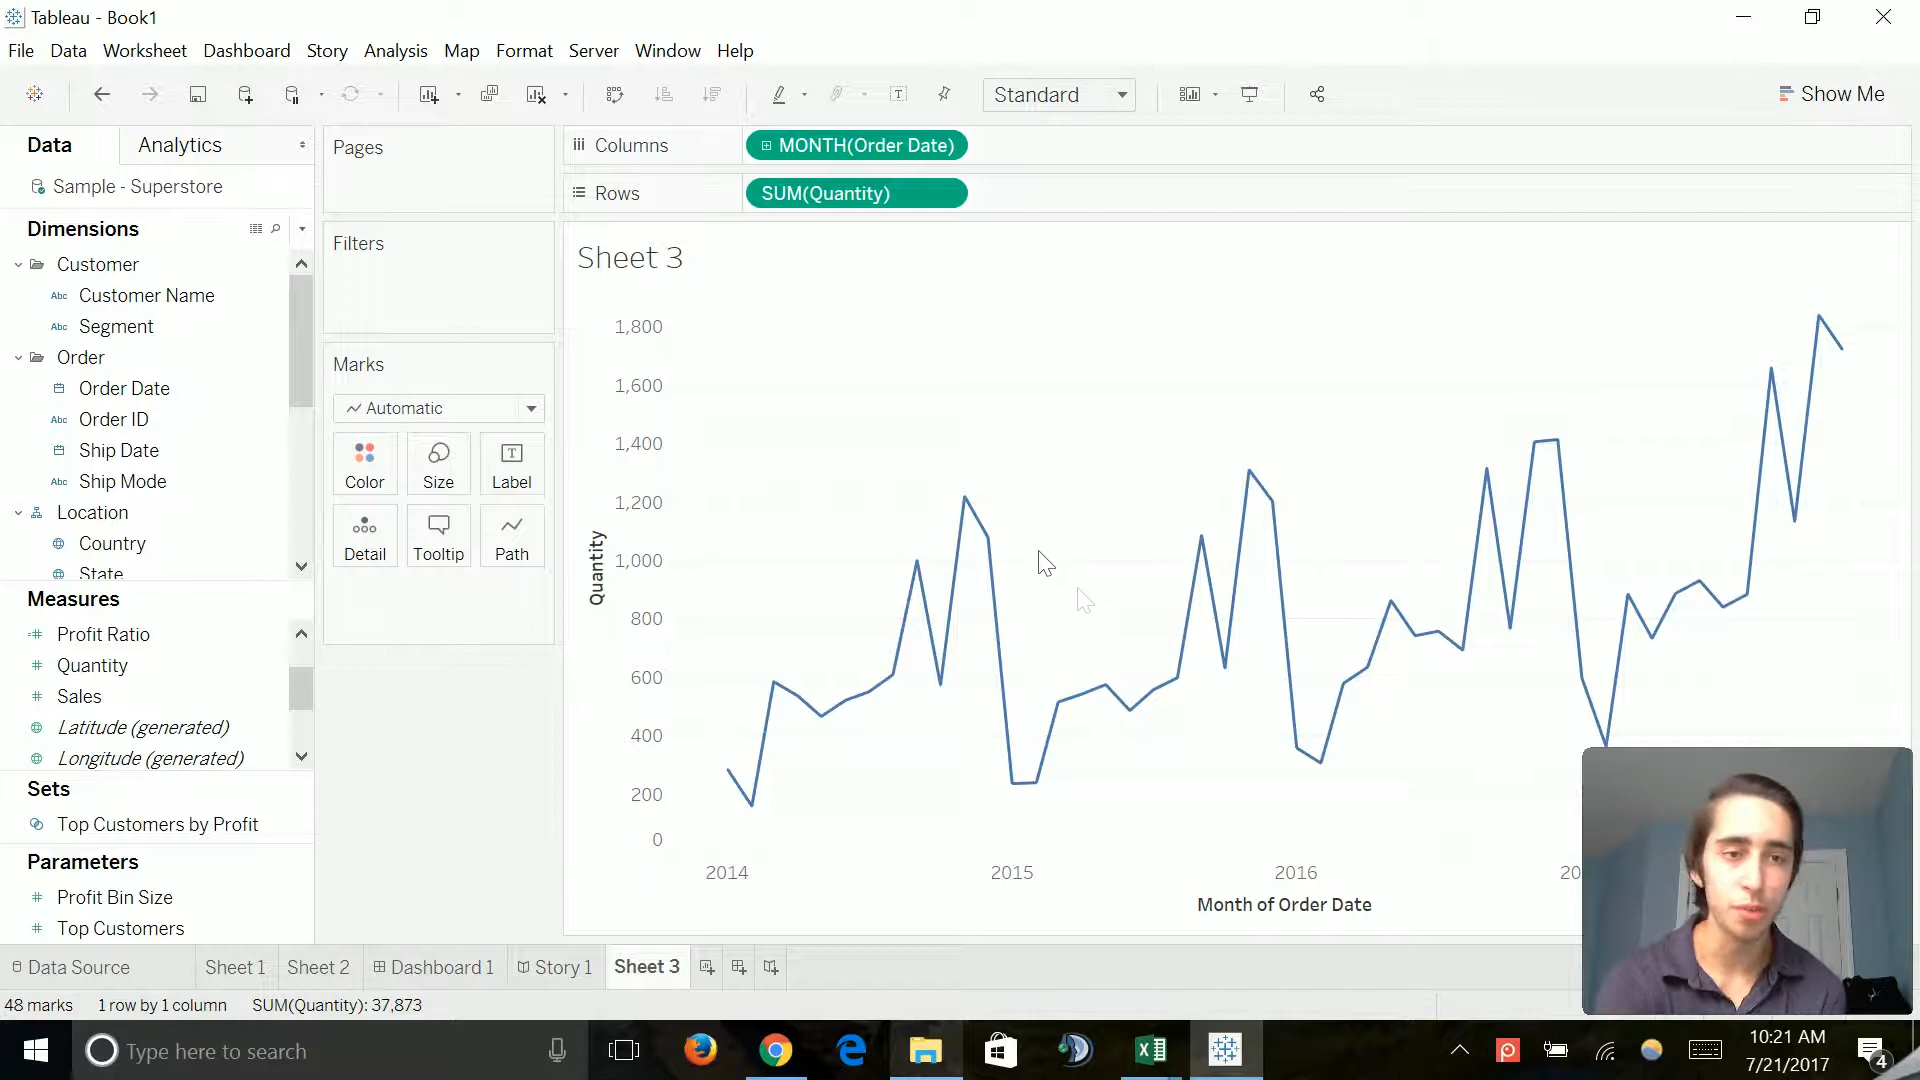 Tableau - Book1
File Data Worksheet Dashboard Story Analysis Map Format Server Window Help
Standard
Show Me
Data
Analytics
Sample - Superstore
Dimensions
Customer
Abc Customer Name
Abc Segment
Order
Order Date
Abc Order ID
Ship Date
Abc Ship Mode
Location
Country
State
Measures
Profit Ratio
Quantity
Sales
Latitude (generated)
Longitude (generated)
Sets
Top Customers by Profit
Parameters
Profit Bin Size
Top Customers
Pages
Filters
Marks
Automatic
Color Size Label
Detail Tooltip Path
Columns MONTH(Order Date)
Rows SUM(Quantity)
Sheet 3
1,800
1,600
1,400
1,200
1,000
800
600
400
200
0
Quantity
2014 2015 2016 20
Month of Order Date
Data Source Sheet 1 Sheet 2 Dashboard 1 Story 1 Sheet 3
48 marks 1 row by 1 column SUM(Quantity): 37,873
Type here to search
10:21 AM
7/21/2017
4